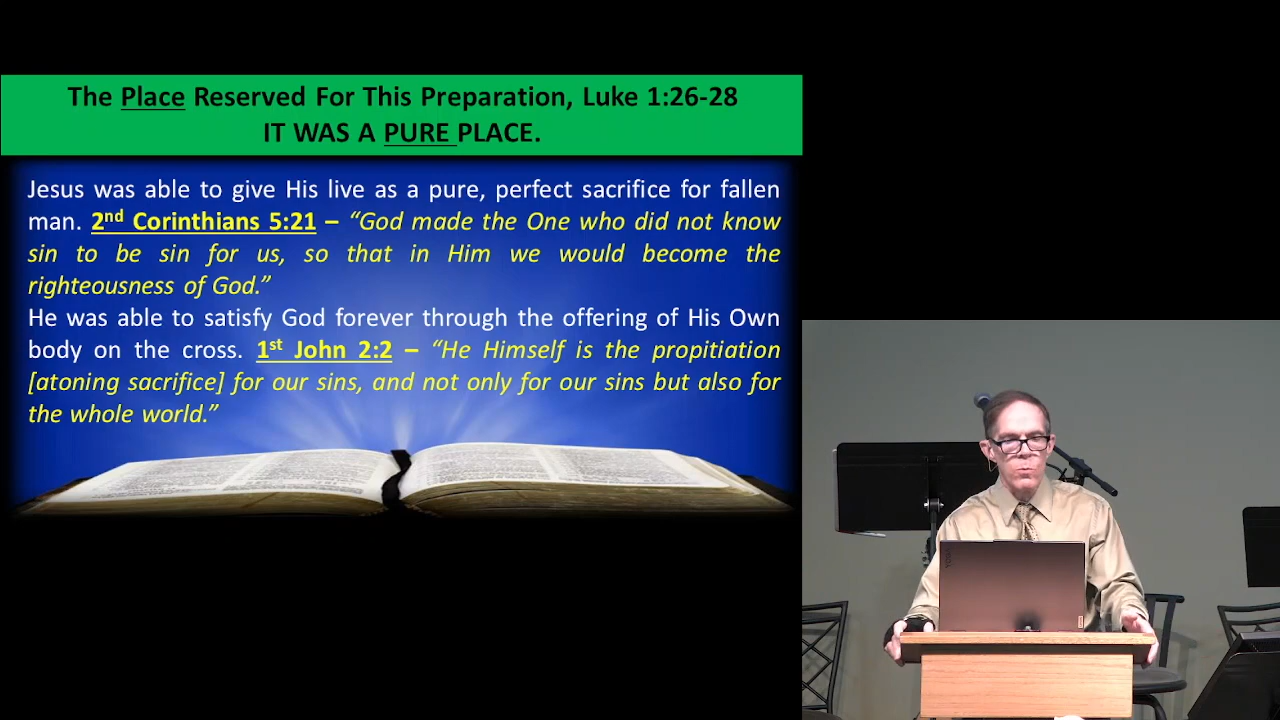 The Place Reserved For This Preparation, Luke 1:26-28
IT WAS A PURE PLACE.
Jesus was able to give His live as a pure, perfect sacrifice for fallen
man. 2nd Corinthians 5:21 – “God made the One who did not know
sin to be sin for us, so that in Him we would become the
righteousness of God.”
He was able to satisfy God forever through the offering of His Own
body on the cross. 1st John 2:2 – “He Himself is the propitiation
[atoning sacrifice] for our sins, and not only for our sins but also for
the whole world.”